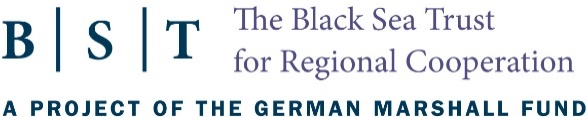 B | S | T
The Black Sea Trust
for Regional Cooperation
A PROJECT OF THE GERMAN MARSHALL FUND